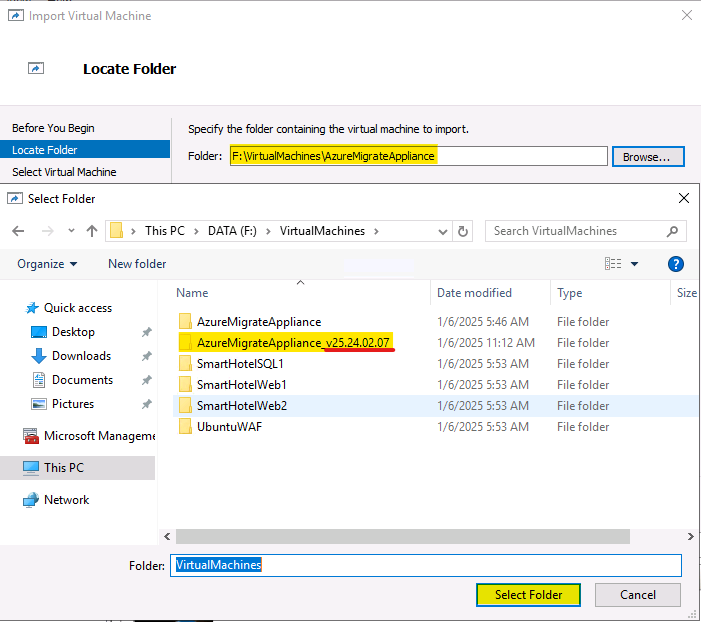 Import Virtual Machine
Locate Folder
Before You Begin
Locate Folder
Select Virtual Machine
Specify the folder containing the virtual machine to import.
Folder: F:\VirtualMachines\AzureMigrateAppliance Browse...
Select Folder
This PC > DATA (F:) > VirtualMachines >
Search VirtualMachines
Organize New folder
Name Date modified Type Size
Quick access
Desktop
Downloads
Documents
Pictures
Microsoft Manageme
This PC
Network
AzureMigrateAppliance 1/6/2025 5:46 AM File folder
AzureMigrateAppliance_v25.24.02.07 1/6/2025 11:12 AM File folder
SmartHotelSQL1 1/6/2025 5:53 AM File folder
SmartHotelWeb1 1/6/2025 5:53 AM File folder
SmartHotelWeb2 1/6/2025 5:53 AM File folder
UbuntuWAF 1/6/2025 5:53 AM File folder
Folder: VirtualMachines
Select Folder Cancel